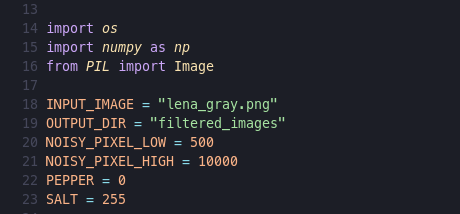 13
14 import os
15 import numpy as np
16 from PIL import Image
17
18 INPUT_IMAGE = "lena_gray.png"
19 OUTPUT_DIR = "filtered_images"
20 NOISY_PIXEL_LOW = 500
21 NOISY_PIXEL_HIGH = 10000
22 PEPPER = 0
23 SALT = 255